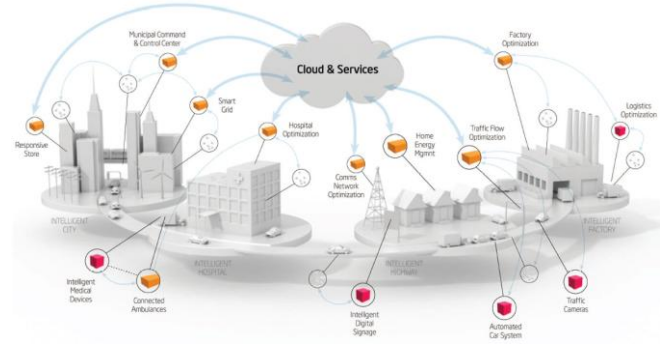 Municipal Command
& Control Center
Cloud & Services
Factory
Optimization
Smart
Grid
Responsive
Store
Hospital
Optimization
Home
Energy
Mgmnt
Traffic Flow
Optimization
Logistics
Optimization
Comms
Network
Optimization
INTELLIGENT
CITY
INTELLIGENT
HOSPITAL
INTELLIGENT
HIGHWAY
INTELLIGENT
FACTORY
Intelligent
Medical
Devices
Connected
Ambulances
Intelligent
Digital
Signage
Automated
Car System
Traffic
Cameras